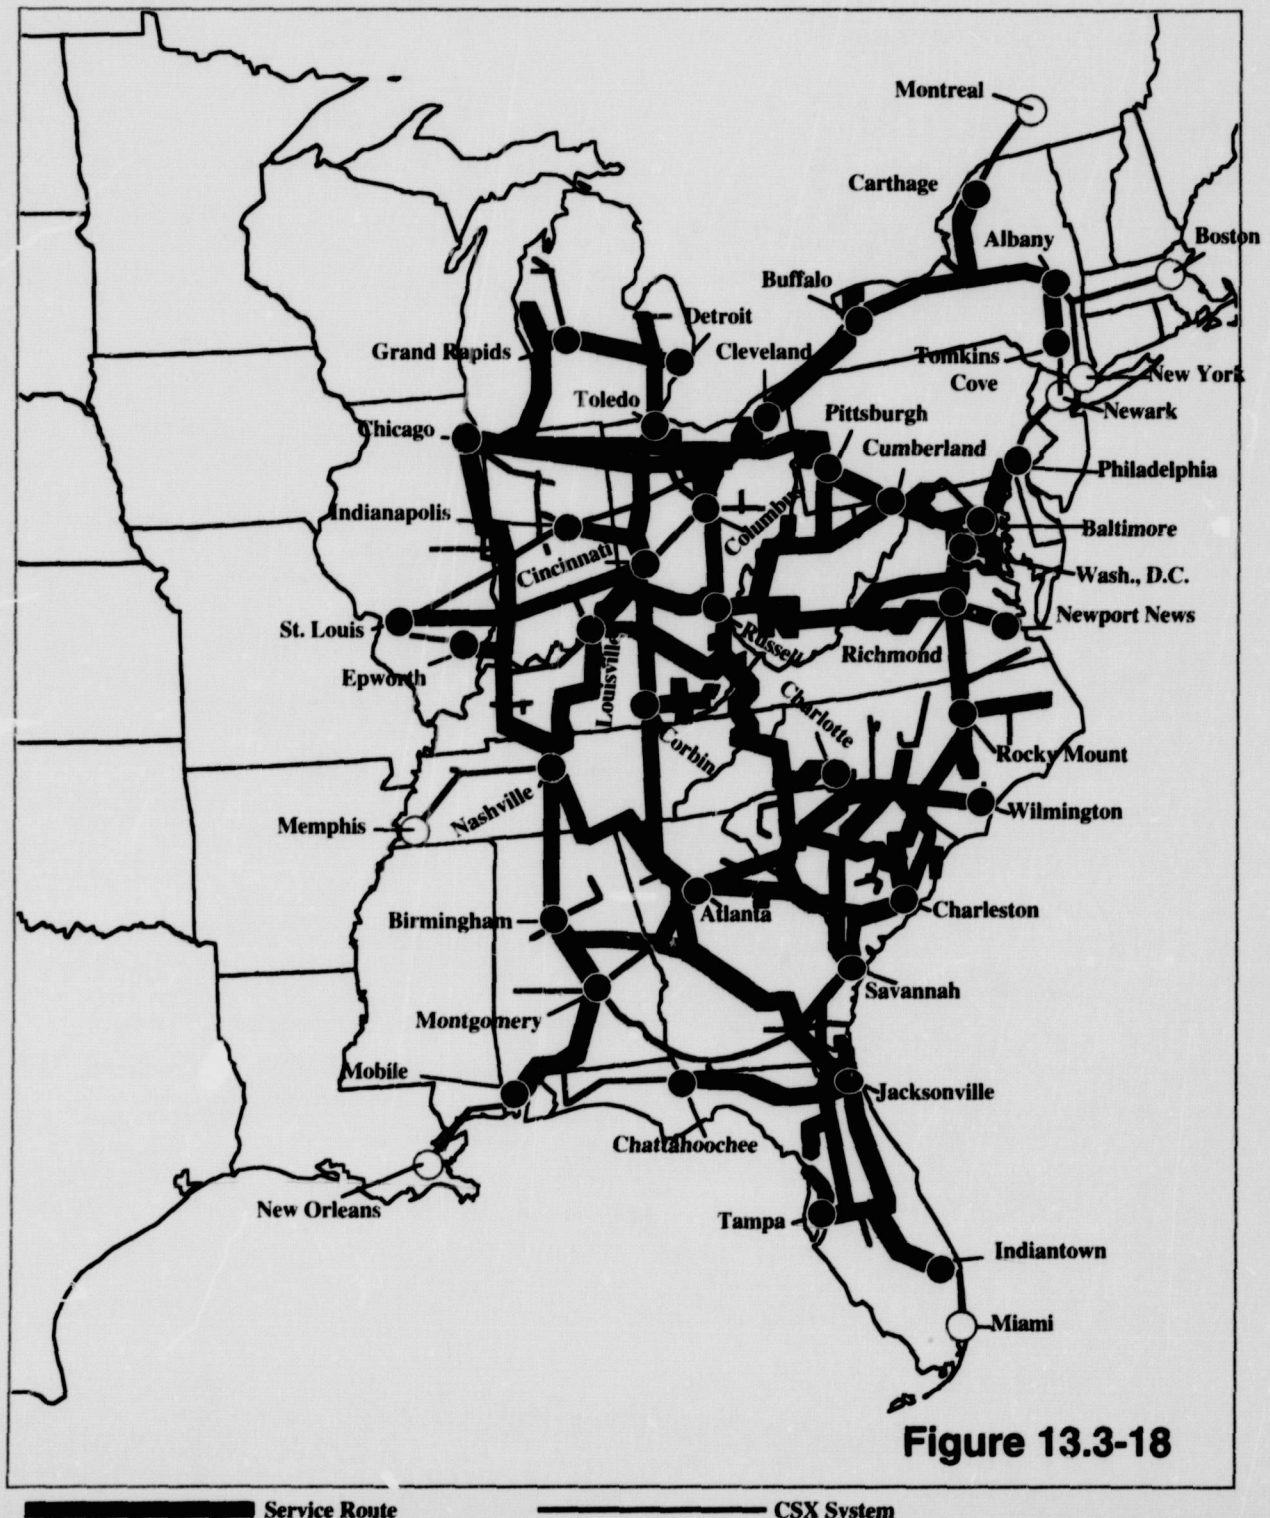 Montreal
Carthage
Albany
Boston
Buffalo
Detroit
Grand Rapids
Cleveland
Tomkins
Cove
New York
Newark
Toledo
Pittsburgh
Chicago
Cumberland
Philadelphia
Indianapolis
Columbus
Baltimore
Cincinnati
Wash., D.C.
Newport News
St. Louis
Russell
Richmond
Epworth
Louisville
Charlotte
Corbin
Rocky Mount
Nashville
Memphis
Wilmington
Birmingham
Atlanta
Charleston
Savannah
Montgomery
Mobile
Jacksonville
Chattahoochee
New Orleans
Tampa
Indiantown
Miami
Figure 13.3-18
Service Route
CSX System